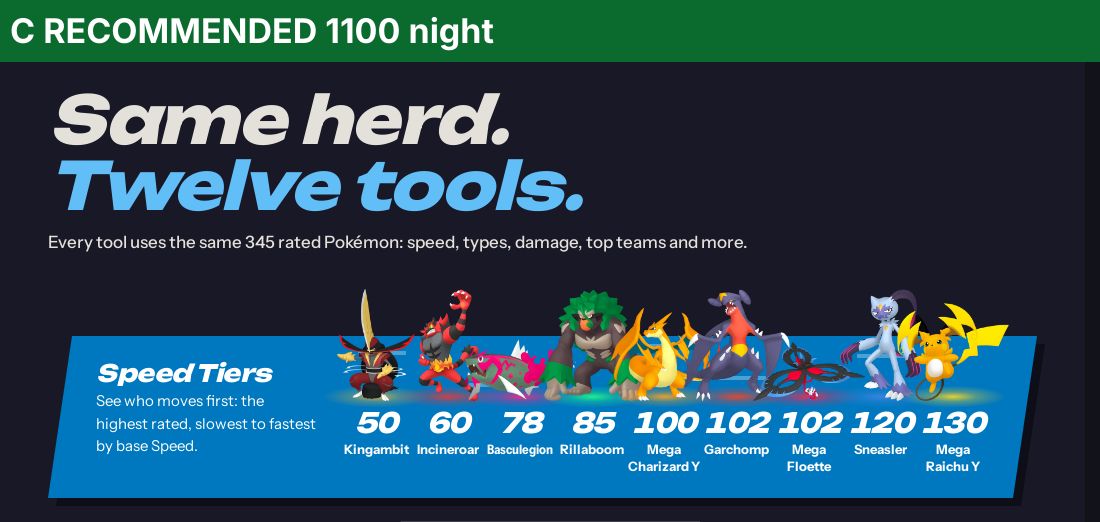 C RECOMMENDED 1100 night
Same herd.
Twelve tools.
Every tool uses the same 345 rated Pokémon: speed, types, damage, top teams and more.
Speed Tiers
See who moves first: the
highest rated, slowest to fastest
by base Speed.
50 60 78 85 100 102 102 120 130
Kingambit Incineroar Basculegion Rillaboom Mega Garchomp Mega Sneasler Mega
Charizard Y Floette Raichu Y